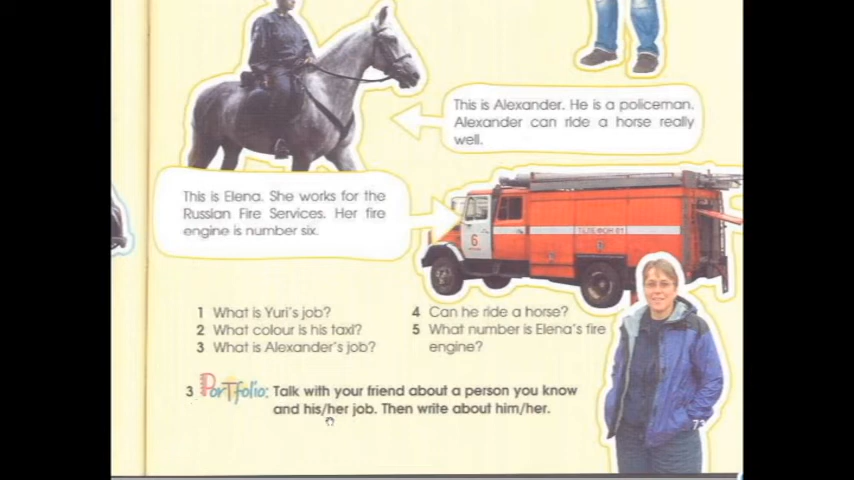 This is Alexander. He is a policeman.
Alexander can ride a horse really
well.
This is Elena. She works for the
Russian Fire Services. Her fire
engine is number six.
6
ТЕЛЕФОН 01
1 What is Yuri's job?
2 What colour is his taxi?
3 What is Alexander's job?
4 Can he ride a horse?
5 What number is Elena's fire
engine?
3 Portfolio: Talk with your friend about a person you know
and his/her job. Then write about him/her.
73